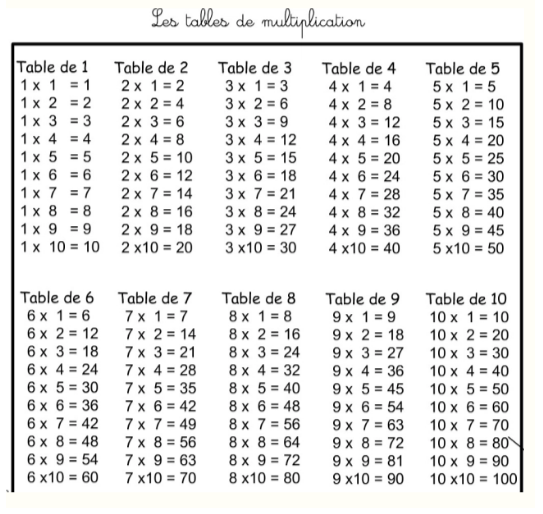 Les tables de multiplication
Table de 1 Table de 2 Table de 3 Table de 4 Table de 5
1 x 1 = 1 2 x 1 = 2 3 x 1 = 3 4 x 1 = 4 5 x 1 = 5
1 x 2 = 2 2 x 2 = 4 3 x 2 = 6 4 x 2 = 8 5 x 2 = 10
1 x 3 = 3 2 x 3 = 6 3 x 3 = 9 4 x 3 = 12 5 x 3 = 15
1 x 4 = 4 2 x 4 = 8 3 x 4 = 12 4 x 4 = 16 5 x 4 = 20
1 x 5 = 5 2 x 5 = 10 3 x 5 = 15 4 x 5 = 20 5 x 5 = 25
1 x 6 = 6 2 x 6 = 12 3 x 6 = 18 4 x 6 = 24 5 x 6 = 30
1 x 7 = 7 2 x 7 = 14 3 x 7 = 21 4 x 7 = 28 5 x 7 = 35
1 x 8 = 8 2 x 8 = 16 3 x 8 = 24 4 x 8 = 32 5 x 8 = 40
1 x 9 = 9 2 x 9 = 18 3 x 9 = 27 4 x 9 = 36 5 x 9 = 45
1 x 10 = 10 2 x10 = 20 3 x10 = 30 4 x10 = 40 5 x10 = 50
Table de 6 Table de 7 Table de 8 Table de 9 Table de 10
6 x 1 = 6 7 x 1 = 7 8 x 1 = 8 9 x 1 = 9 10 x 1 = 10
6 x 2 = 12 7 x 2 = 14 8 x 2 = 16 9 x 2 = 18 10 x 2 = 20
6 x 3 = 18 7 x 3 = 21 8 x 3 = 24 9 x 3 = 27 10 x 3 = 30
6 x 4 = 24 7 x 4 = 28 8 x 4 = 32 9 x 4 = 36 10 x 4 = 40
6 x 5 = 30 7 x 5 = 35 8 x 5 = 40 9 x 5 = 45 10 x 5 = 50
6 x 6 = 36 7 x 6 = 42 8 x 6 = 48 9 x 6 = 54 10 x 6 = 60
6 x 7 = 42 7 x 7 = 49 8 x 7 = 56 9 x 7 = 63 10 x 7 = 70
6 x 8 = 48 7 x 8 = 56 8 x 8 = 64 9 x 8 = 72 10 x 8 = 80
6 x 9 = 54 7 x 9 = 63 8 x 9 = 72 9 x 9 = 81 10 x 9 = 90
6 x10 = 60 7 x10 = 70 8 x10 = 80 9 x10 = 90 10 x10 = 100